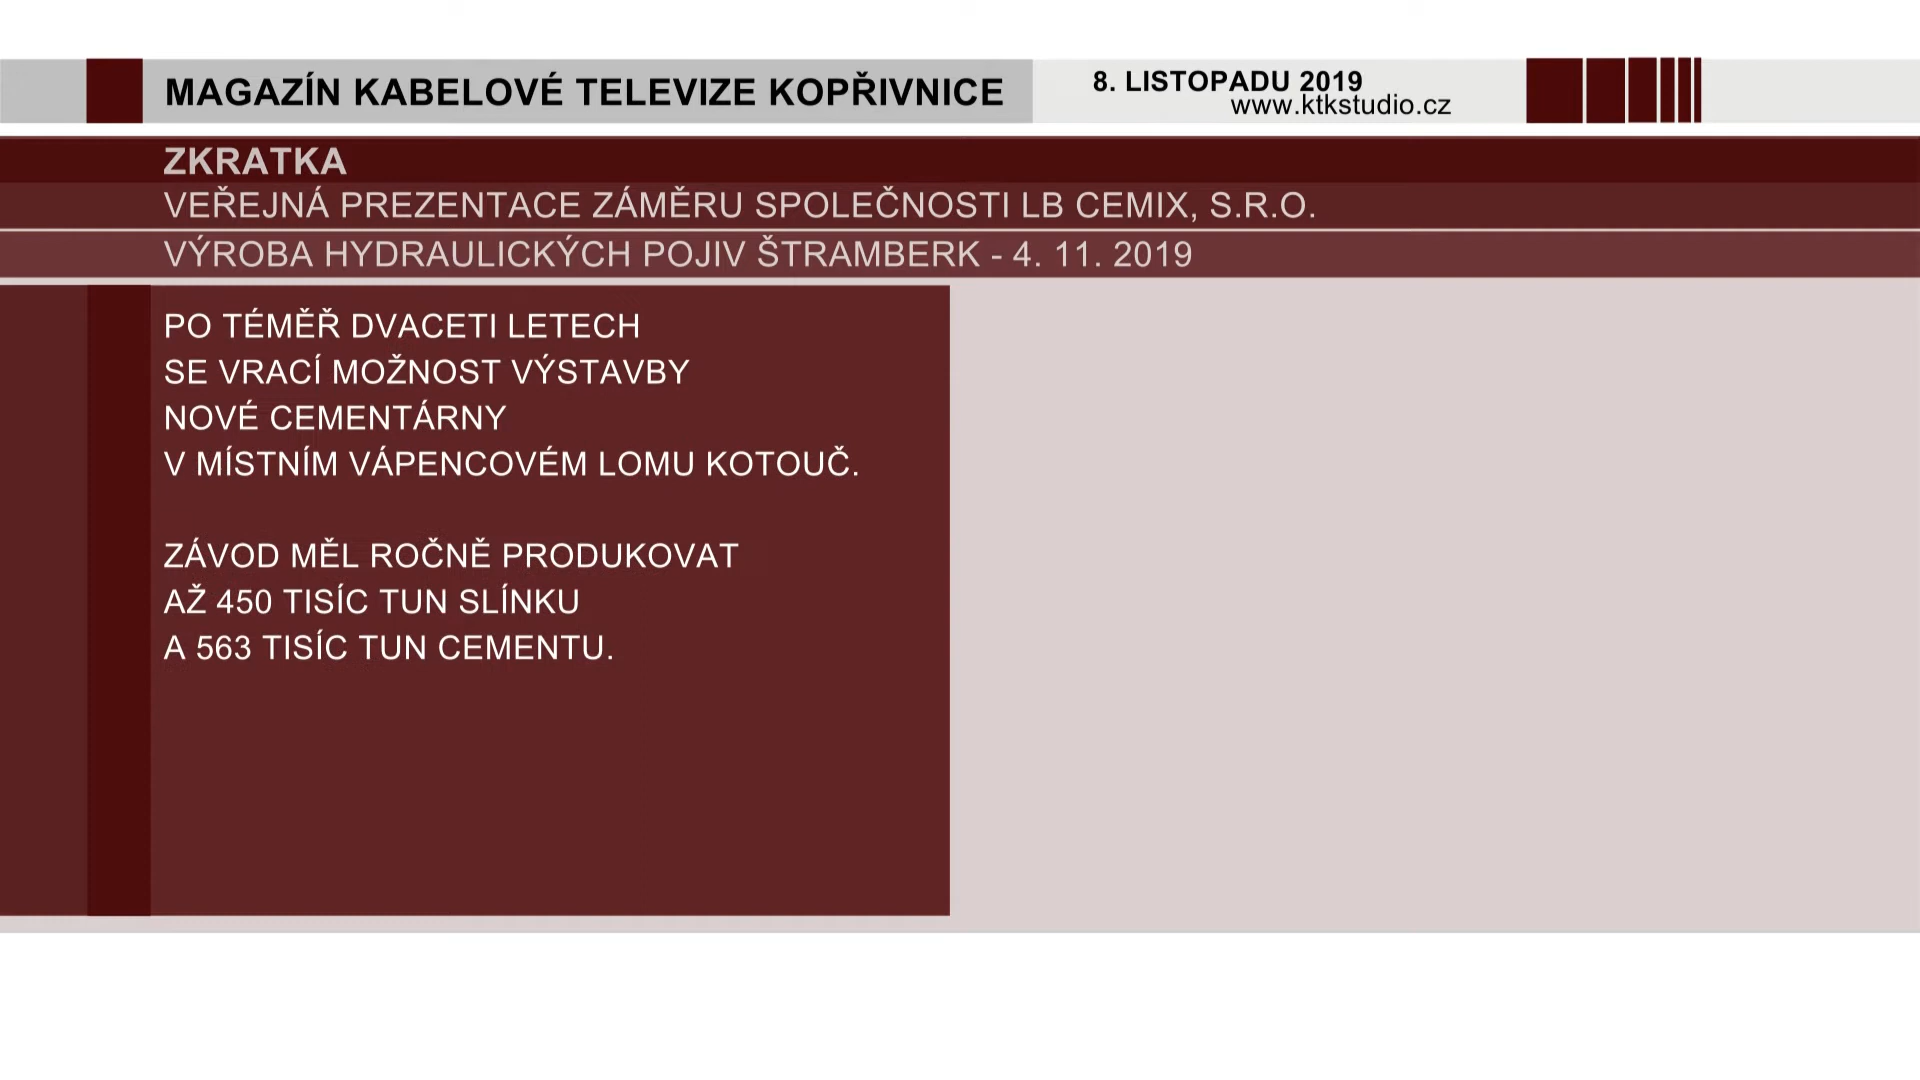 MAGAZÍN KABELOVÉ TELEVIZE KOPŘIVNICE
8. LISTOPADU 2019
www.ktkstudio.cz
ZKRATKA
VEŘEJNÁ PREZENTACE ZÁMĚRU SPOLEČNOSTI LB CEMIX, S.R.O.
VÝROBA HYDRAULICKÝCH POJIV ŠTRAMBERK - 4. 11. 2019
PO TÉMĚŘ DVACETI LETECH
SE VRACÍ MOŽNOST VÝSTAVBY
NOVÉ CEMENTÁRNY
V MÍSTNÍM VÁPENCOVÉM LOMU KOTOUČ.
ZÁVOD MĚL ROČNĚ PRODUKOVAT
AŽ 450 TISÍC TUN SLÍNKU
A 563 TISÍC TUN CEMENTU.